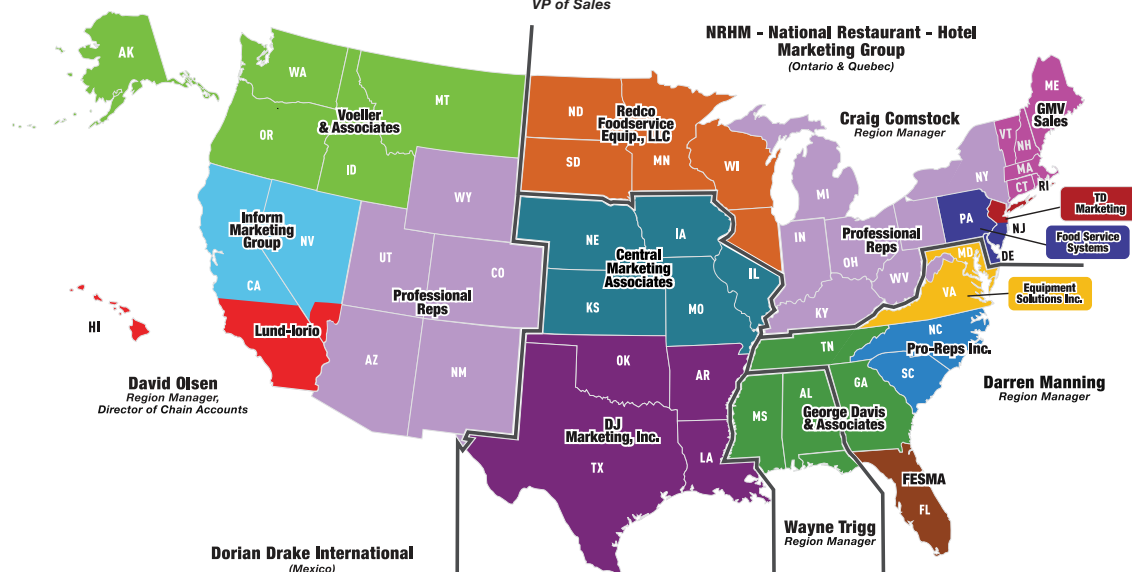 VP of Sales
NRHM - National Restaurant - Hotel
Marketing Group
(Ontario & Quebec)
AK
WA
MT
OR
ID
Voeller
& Associates
ND
SD
MN
WI
Redco
Foodservice
Equip., LLC
Craig Comstock
Region Manager
ME
GMV
Sales
VT
NH
MA
CT
RI
NY
MI
TD
Marketing
PA
NJ
Food Service
Systems
DE
MD
WY
Inform
Marketing
Group
NV
CA
UT
CO
Professional
Reps
AZ
NM
NE
IA
Central
Marketing
Associates
IL
KS
MO
IN
OH
Professional
Reps
WV
KY
VA
Equipment
Solutions Inc.
HI
Lund-Iorio
David Olsen
Region Manager,
Director of Chain Accounts
OK
AR
DJ
Marketing, Inc.
TX
LA
TN
NC
Pro-Reps Inc.
SC
MS
AL
GA
George Davis
& Associates
Darren Manning
Region Manager
FESMA
FL
Wayne Trigg
Region Manager
Dorian Drake International
(Mexico)